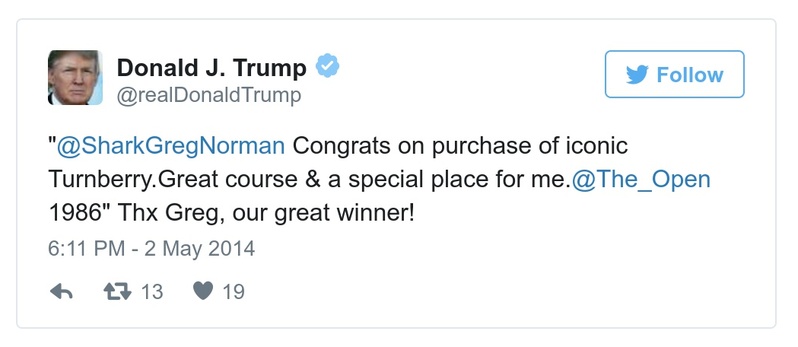 Donald J. Trump
@realDonaldTrump
Follow
"@SharkGregNorman Congrats on purchase of iconic
Turnberry.Great course & a special place for me.@The_Open
1986" Thx Greg, our great winner!
6:11 PM - 2 May 2014
13 19